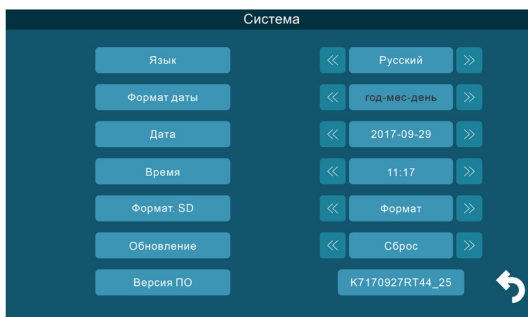 Система
Язык « Русский »
Формат даты « год-мес-день »
Дата « 2017-09-29 »
Время « 11:17 »
Формат. SD « Формат »
Обновление « Сброс »
Версия ПО K7170927RT44_25